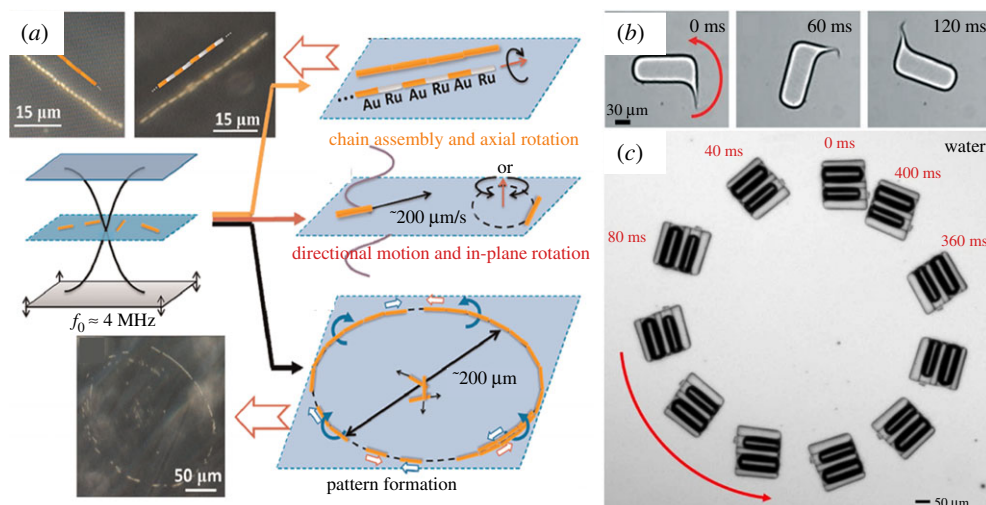 (a)
15 μm
15 μm
Au Ru Au Ru Au Ru
chain assembly and axial rotation
or
~200 μm/s
directional motion and in-plane rotation
f0 ≈ 4 MHz
~200 μm
50 μm
pattern formation
(b)
0 ms
60 ms
120 ms
30 μm
(c)
water
0 ms
40 ms
400 ms
80 ms
360 ms
50 μm